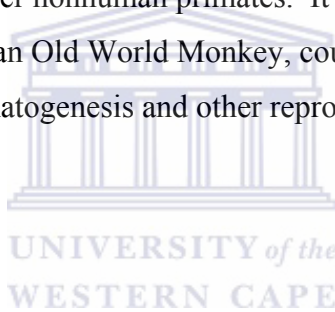 er nonhuman primates. It
an Old World Monkey, cou
atogenesis and other repro
UNIVERSITY of the
WESTERN CAPE